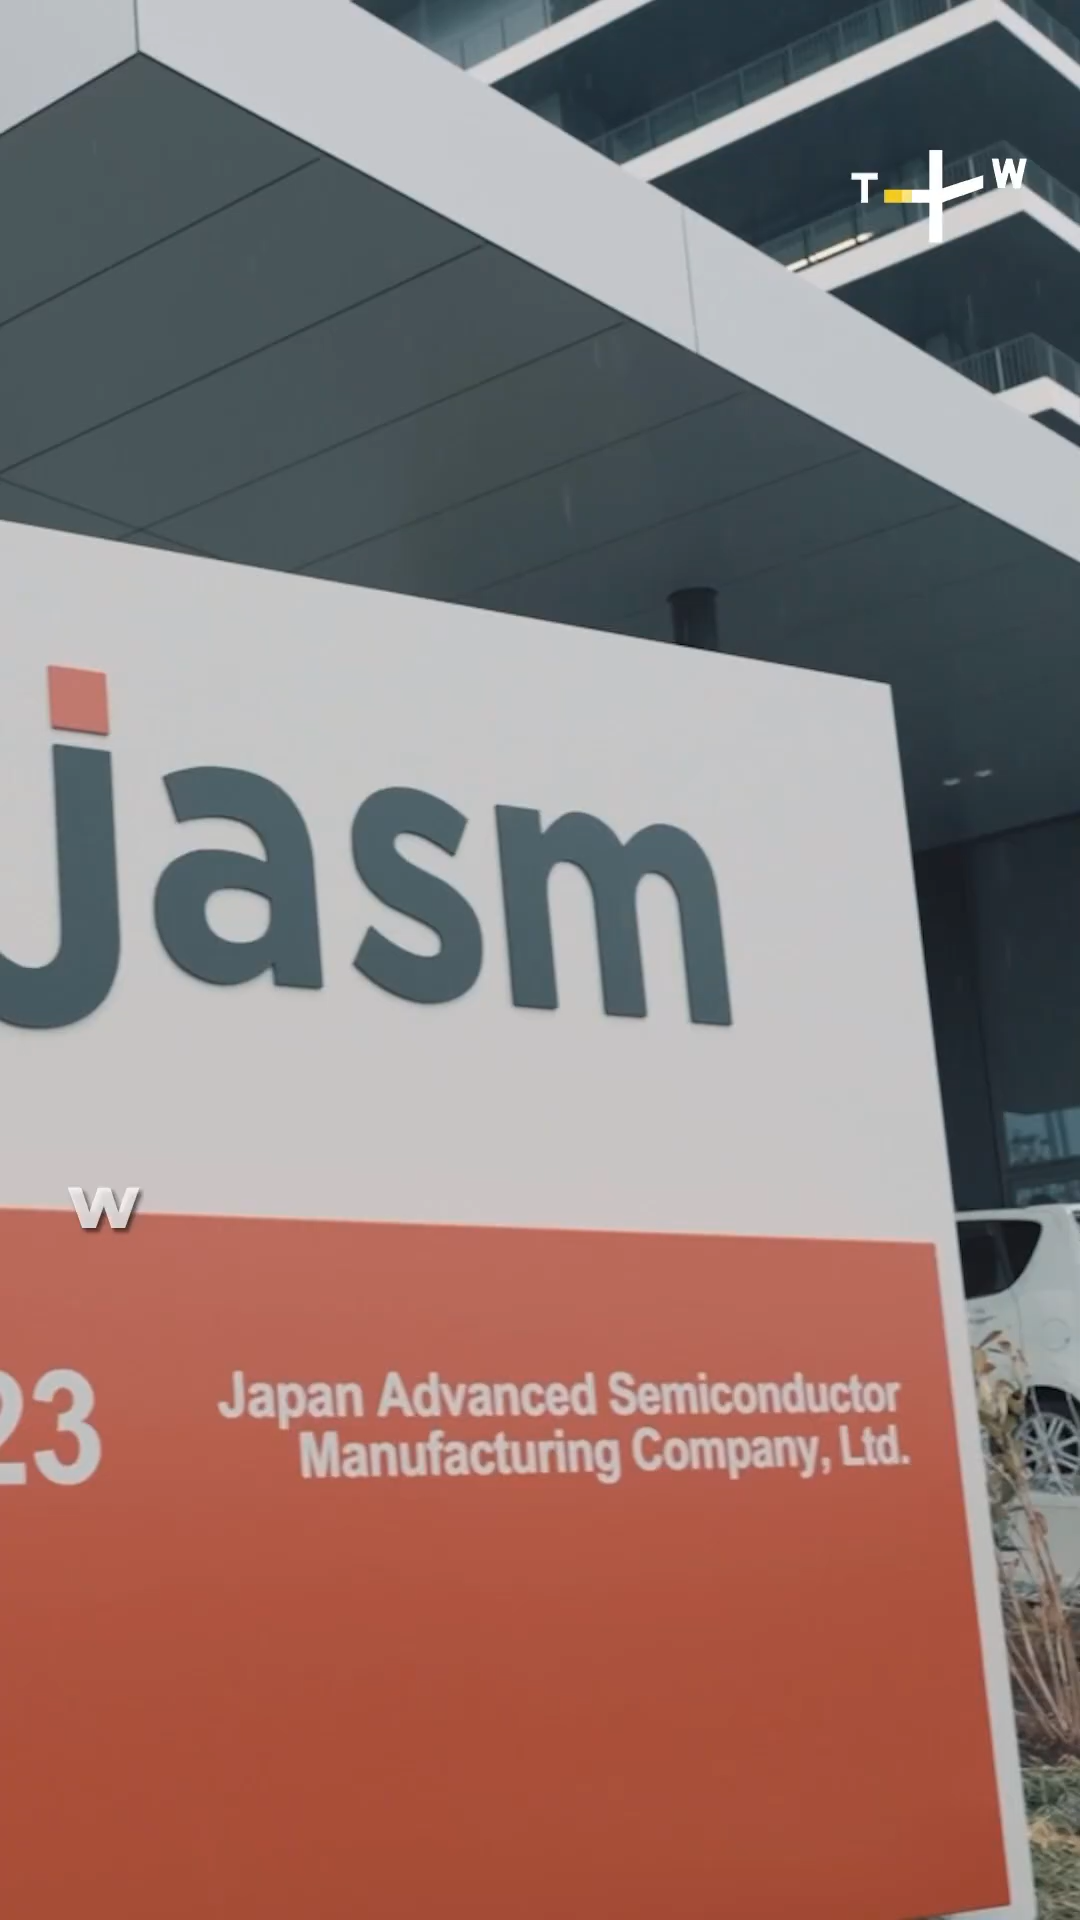 T W
jasm
W
23
Japan Advanced Semiconductor
Manufacturing Company, Ltd.